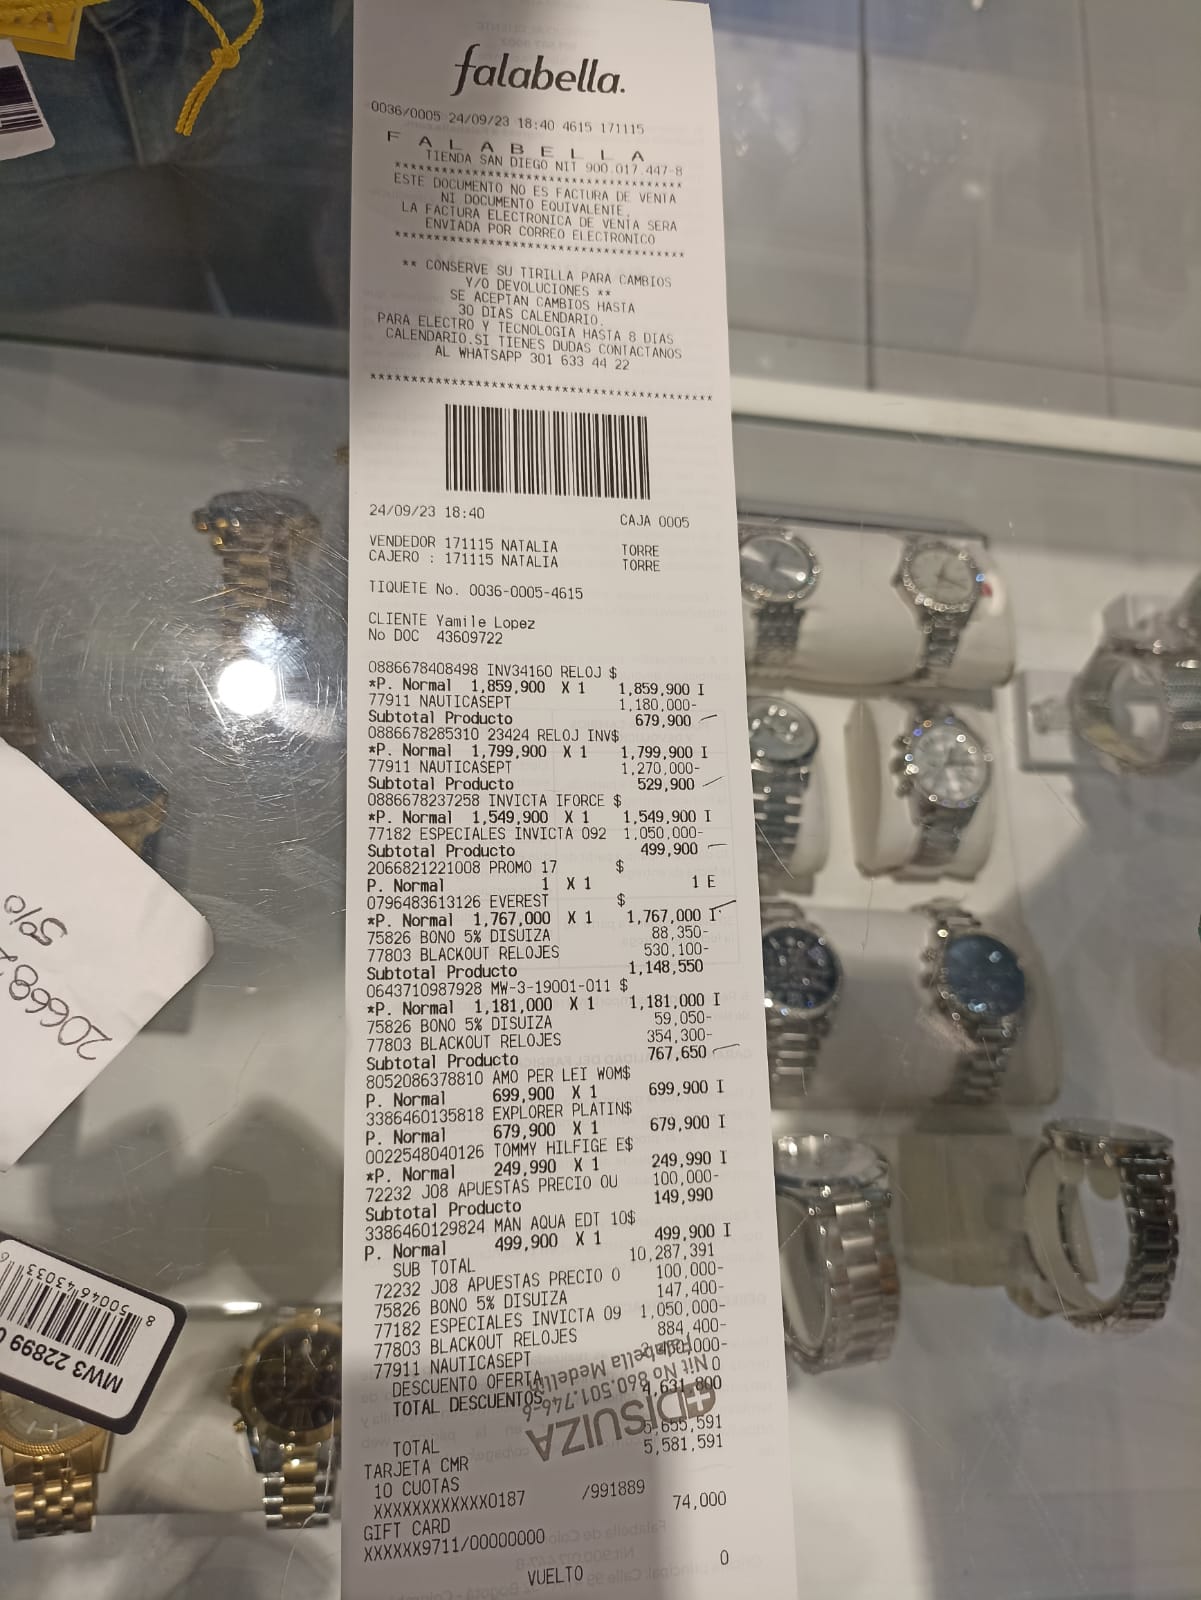 falabella.
0036/0005 24/09/23 18:40 4615 171115
F A L A B E L L A
TIENDA SAN DIEGO NIT 900.017.447-8
****************************************
ESTE DOCUMENTO NO ES FACTURA DE VENTA
NI DOCUMENTO EQUIVALENTE.
LA FACTURA ELECTRONICA DE VENTA SERA
ENVIADA POR CORREO ELECTRONICO
****************************************
** CONSERVE SU TIRILLA PARA CAMBIOS
Y/O DEVOLUCIONES **
SE ACEPTAN CAMBIOS HASTA
30 DIAS CALENDARIO.
PARA ELECTRO Y TECNOLOGIA HASTA 8 DIAS
CALENDARIO.SI TIENES DUDAS CONTACTANOS
AL WHATSAPP 301 633 44 22
****************************************
24/09/23 18:40 CAJA 0005
VENDEDOR 171115 NATALIA TORRE
CAJERO : 171115 NATALIA TORRE
TIQUETE No. 0036-0005-4615
CLIENTE Yamile Lopez
No DOC 43609722
0886678408498 INV34160 RELOJ $
*P. Normal 1,859,900 X 1 1,859,900 I
77911 NAUTICASEPT 1,180,000-
Subtotal Producto 679,900
0886678285310 23424 RELOJ INV$
*P. Normal 1,799,900 X 1 1,799,900 I
77911 NAUTICASEPT 1,270,000-
Subtotal Producto 529,900
0886678237258 INVICTA IFORCE $
*P. Normal 1,549,900 X 1 1,549,900 I
77182 ESPECIALES INVICTA 092 1,050,000-
Subtotal Producto 499,900
2066821221008 PROMO 17 $
P. Normal 1 X 1 1 E
0796483613126 EVEREST $
*P. Normal 1,767,000 X 1 1,767,000 I
75826 BONO 5% DISUIZA 88,350-
77803 BLACKOUT RELOJES 530,100-
Subtotal Producto 1,148,550
0643710987928 MW-3-19001-011 $
*P. Normal 1,181,000 X 1 1,181,000 I
75826 BONO 5% DISUIZA 59,050-
77803 BLACKOUT RELOJES 354,300-
Subtotal Producto 767,650
8052086378810 AMO PER LEI WOM$
P. Normal 699,900 X 1 699,900 I
3386460135818 EXPLORER PLATIN$
P. Normal 679,900 X 1 679,900 I
0022548040126 TOMMY HILFIGE E$
*P. Normal 249,990 X 1 249,990 I
72232 JO8 APUESTAS PRECIO OU 100,000-
Subtotal Producto 149,990
3386460129824 MAN AQUA EDT 10$
P. Normal 499,900 X 1 499,900 I
SUB TOTAL 10,287,391
72232 JO8 APUESTAS PRECIO O 100,000-
75826 BONO 5% DISUIZA 147,400-
77182 ESPECIALES INVICTA 09 1,050,000-
77803 BLACKOUT RELOJES 884,400-
77911 NAUTICASEPT
DESCUENTO OFERTA 0
TOTAL DESCUENTOS 4,631,800
TOTAL 5,655,591
TARJETA CMR 5,581,591
10 CUOTAS
XXXXXXXXXXXX0187 /991889
GIFT CARD 74,000
XXXXXX9711/00000000
VUELTO 0
DISUIZA
Nit No 860.501.746-6
Falabella Medellín
5%
MW3 22899